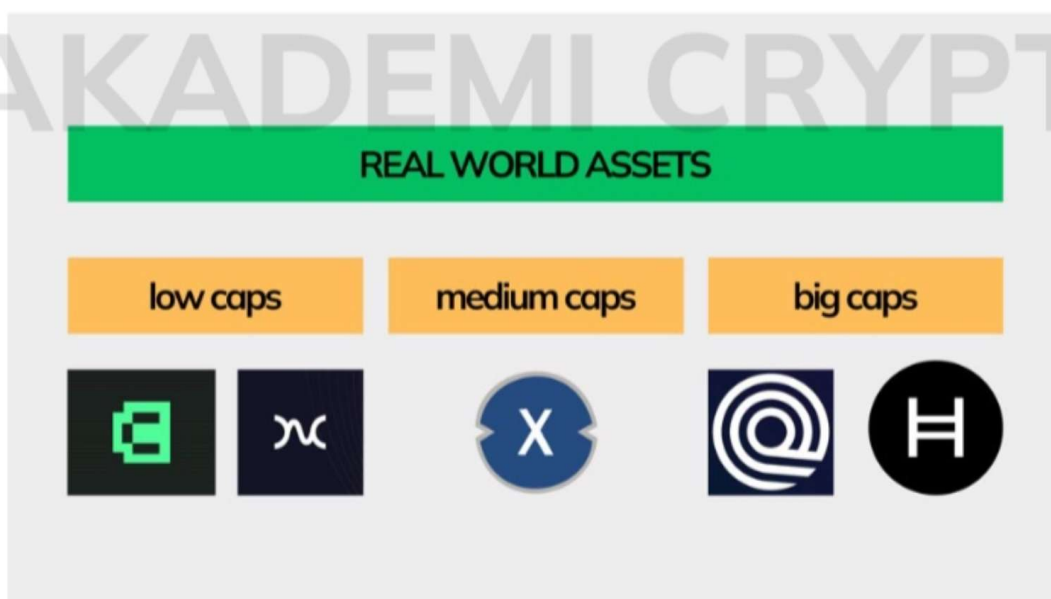 AKADEMI CRYPT
REAL WORLD ASSETS
low caps
medium caps
big caps
X